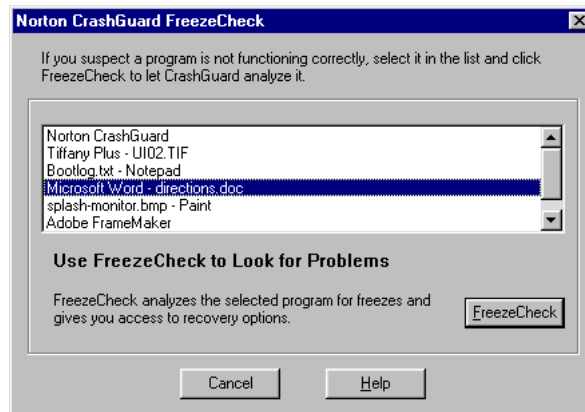 Norton CrashGuard FreezeCheck
If you suspect a program is not functioning correctly, select it in the list and click
FreezeCheck to let CrashGuard analyze it.
Norton CrashGuard
Tiffany Plus - UI02.TIF
Bootlog.txt - Notepad
Microsoft Word - directions.doc
splash-monitor.bmp - Paint
Adobe FrameMaker
Use FreezeCheck to Look for Problems
FreezeCheck analyzes the selected program for freezes and
gives you access to recovery options.
FreezeCheck
Cancel
Help